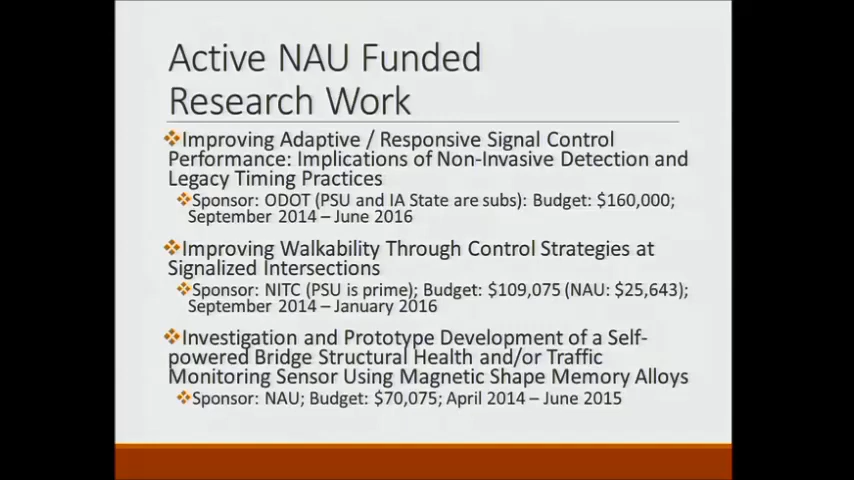 Active NAU Funded
Research Work
Improving Adaptive / Responsive Signal Control
Performance: Implications of Non-Invasive Detection and
Legacy Timing Practices
Sponsor: ODOT (PSU and IA State are subs): Budget: $160,000;
September 2014 – June 2016
Improving Walkability Through Control Strategies at
Signalized Intersections
Sponsor: NITC (PSU is prime); Budget: $109,075 (NAU: $25,643);
September 2014 – January 2016
Investigation and Prototype Development of a Self-
powered Bridge Structural Health and/or Traffic
Monitoring Sensor Using Magnetic Shape Memory Alloys
Sponsor: NAU; Budget: $70,075; April 2014 – June 2015